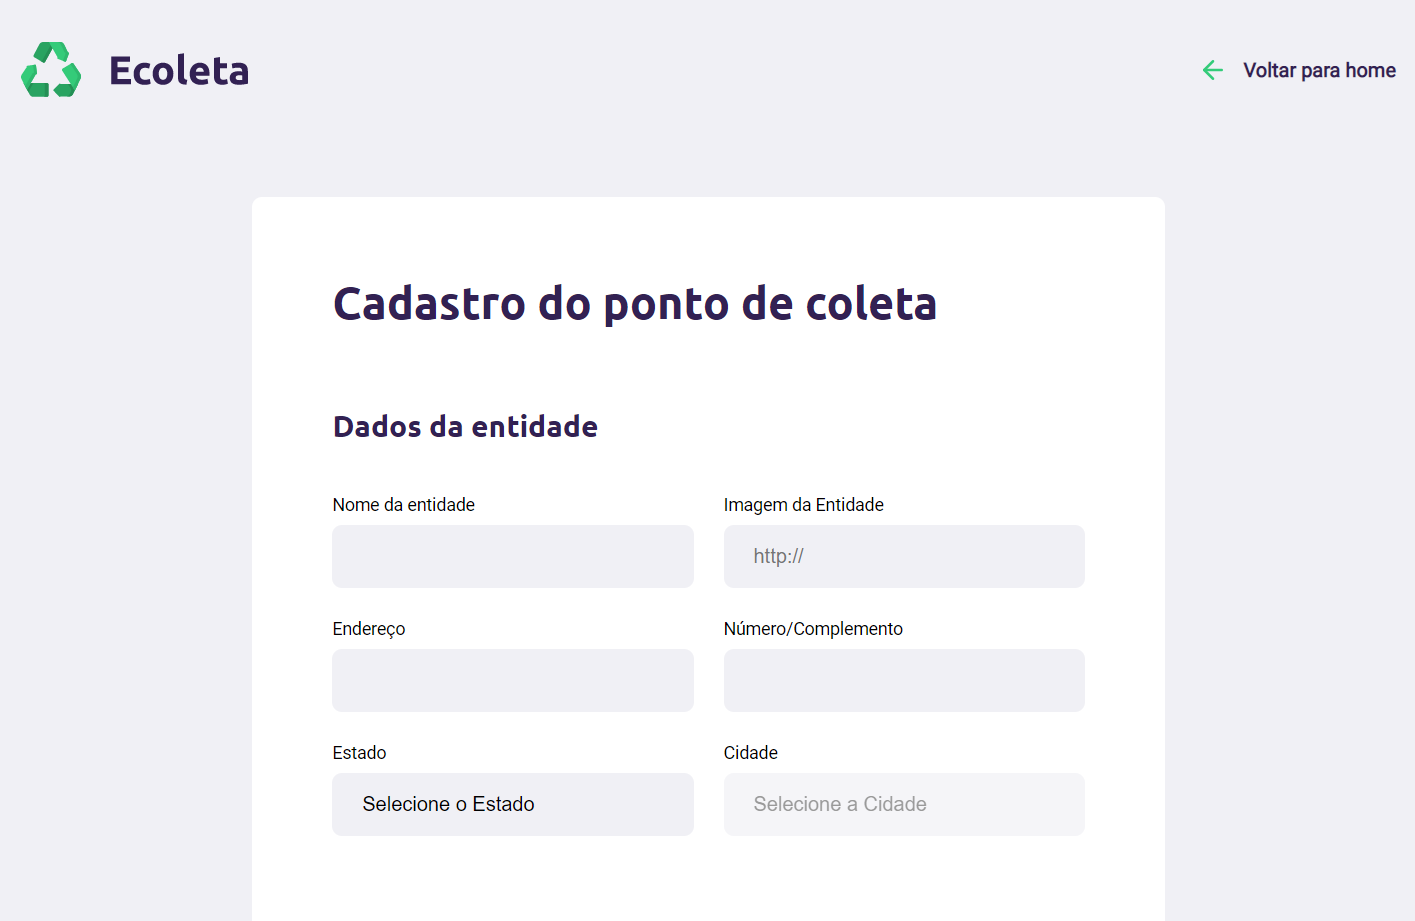 Ecoleta
Voltar para home
Cadastro do ponto de coleta
Dados da entidade
Nome da entidade
Imagem da Entidade
http://
Endereço
Número/Complemento
Estado
Cidade
Selecione o Estado
Selecione a Cidade